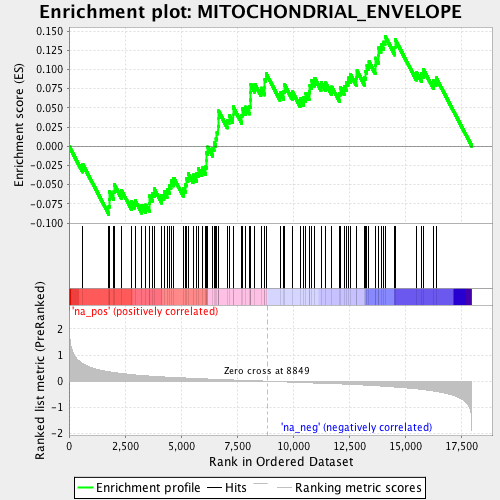 Enrichment plot: MITOCHONDRIAL_ENVELOPE
Enrichment score (ES)
0.150
0.125
0.100
0.075
0.050
0.025
0.000
-0.025
-0.050
-0.075
-0.100
'na_pos' (positively correlated)
Zero cross at 8849
'na_neg' (negatively correlated)
Ranked list metric (PreRanked)
2
1
0
-1
-2
0
2,500
5,000
7,500
10,000
12,500
15,000
17,500
Rank in Ordered Dataset
Enrichment profile
Hits
Ranking metric scores